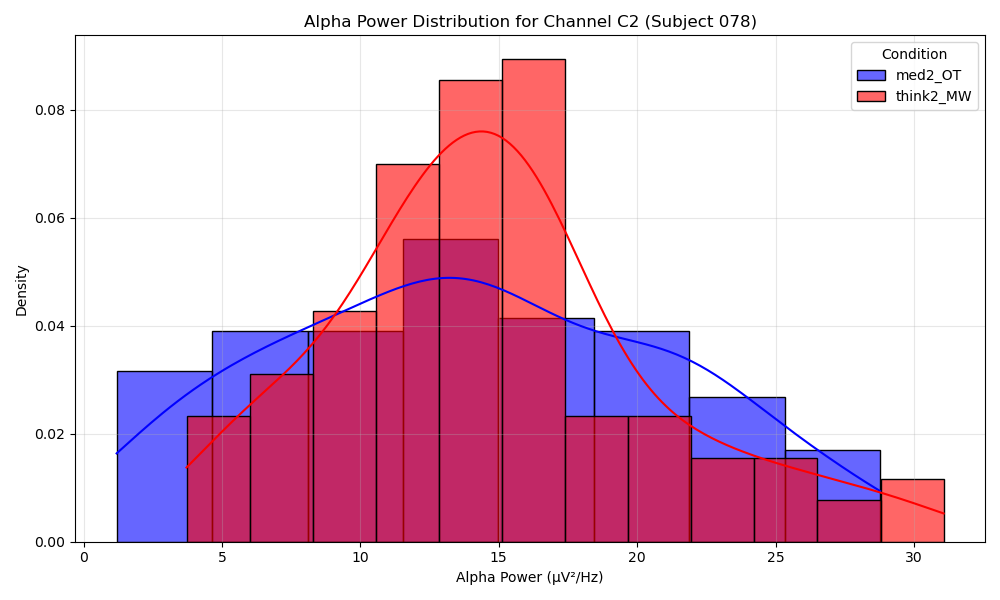 Alpha Power Distribution for Channel C2 (Subject 078)
Condition
med2_OT
think2_MW
Density
0.08
0.06
0.04
0.02
0.00
0 5 10 15 20 25 30
Alpha Power (µV²/Hz)